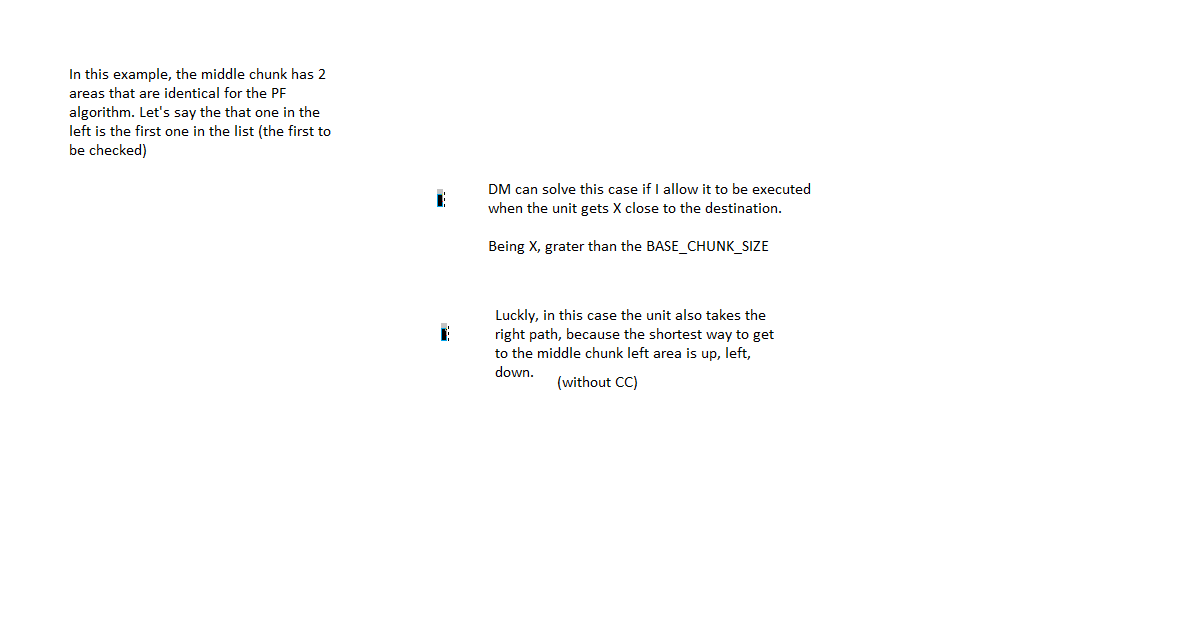 In this example, the middle chunk has 2
areas that are identical for the PF
algorithm. Let's say the that one in the
left is the first one in the list (the first to
be checked)
DM can solve this case if I allow it to be executed
when the unit gets X close to the destination.
Being X, grater than the BASE_CHUNK_SIZE
Luckly, in this case the unit also takes the
right path, because the shortest way to get
to the middle chunk left area is up, left,
down.
(without CC)